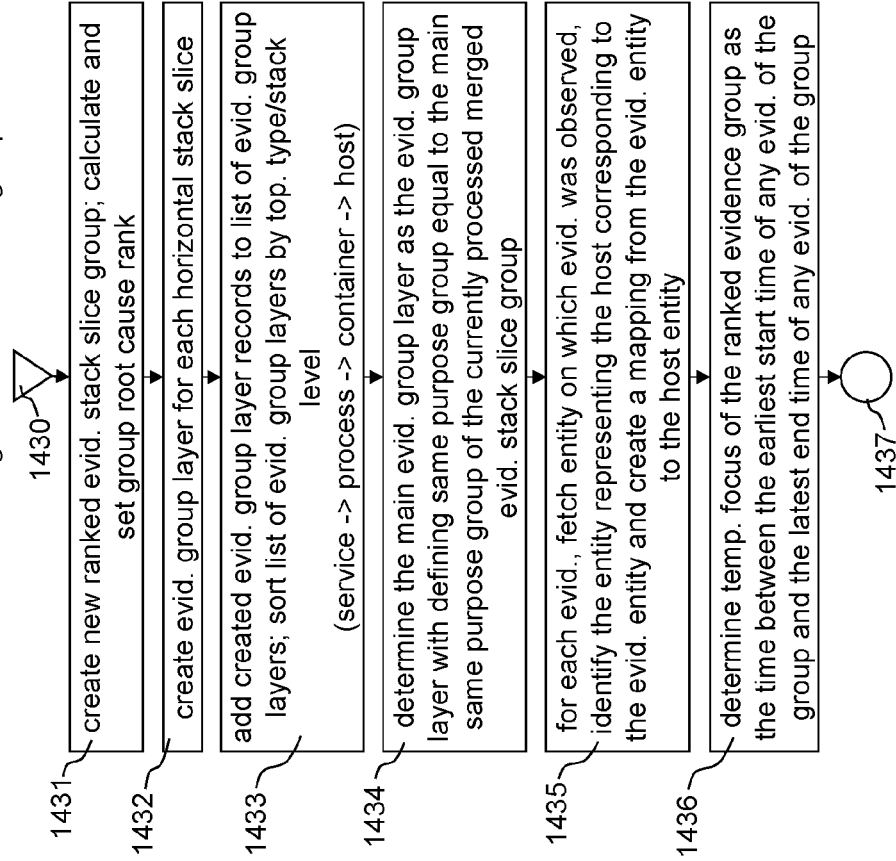 1430
1431
create new ranked evid. stack slice group; calculate and
set group root cause rank
1432
create evid. group layer for each horizontal stack slice
1433
add created evid. group layer records to list of evid. group
layers; sort list of evid. group layers by top. type/stack
level
(service -> process -> container -> host)
1434
determine the main evid. group layer as the evid. group
layer with defining same purpose group equal to the main
same purpose group of the currently processed merged
evid. stack slice group
1435
for each evid., fetch entity on which evid. was observed,
identify the entity representing the host corresponding to
the evid. entity and create a mapping from the evid. entity
to the host entity
1436
determine temp. focus of the ranked evidence group as
the time between the earliest start time of any evid. of the
group and the latest end time of any evid. of the group
1437